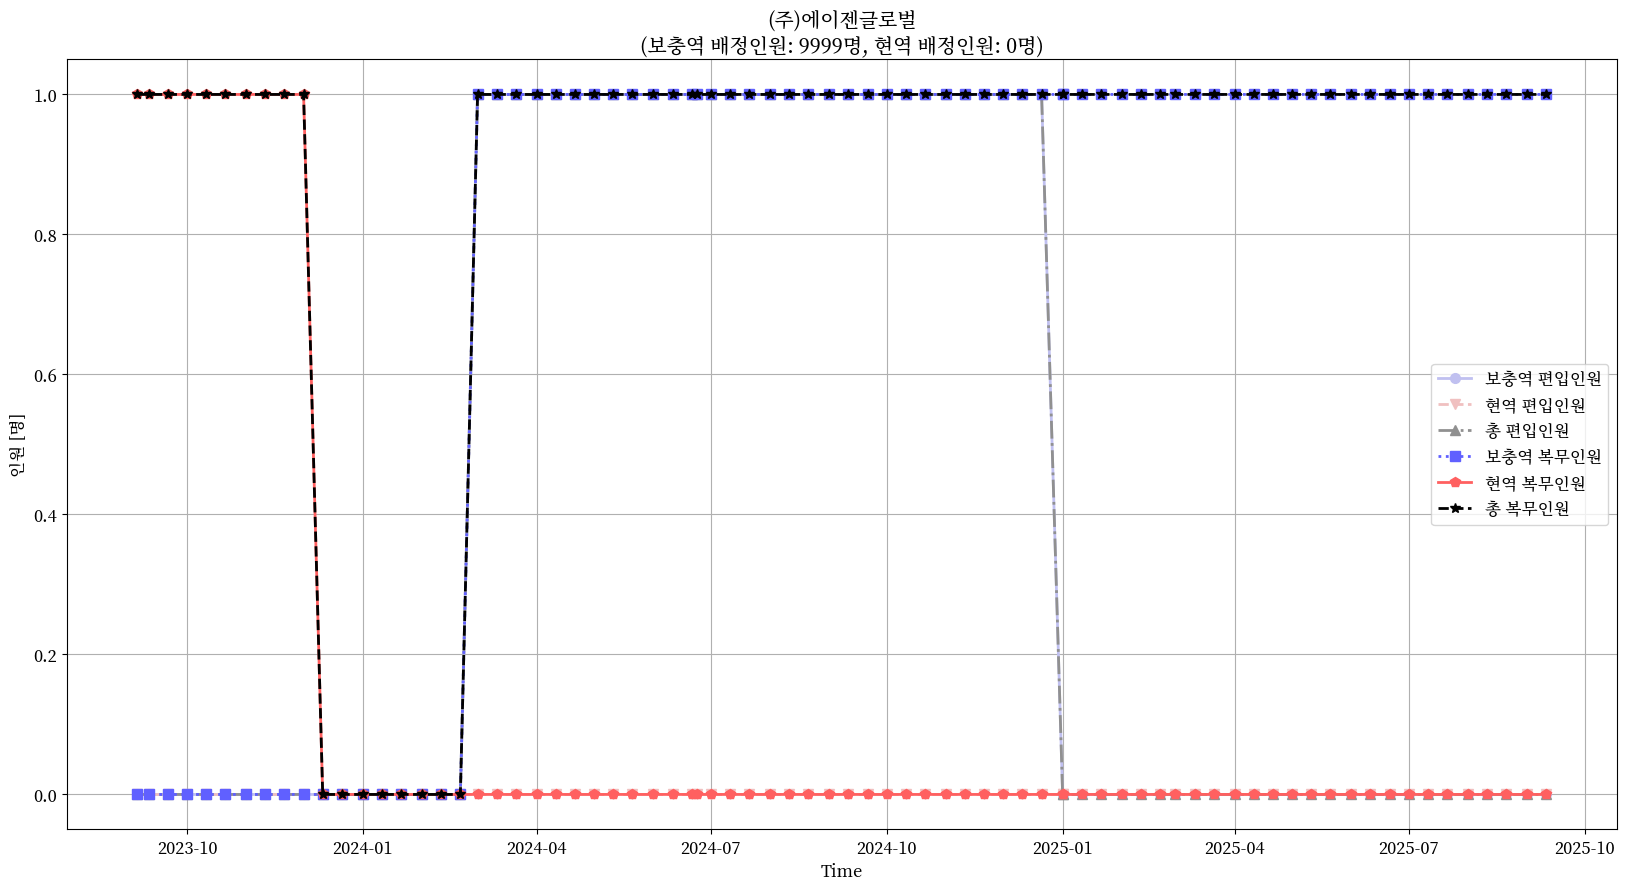 (주)에이젠글로벌
(보충역 배정인원: 9999명, 현역 배정인원: 0명)
인원 [명]
1.0
0.8
0.6
0.4
0.2
0.0
보충역 편입인원
현역 편입인원
총 편입인원
보충역 복무인원
현역 복무인원
총 복무인원
2023-10
2024-01
2024-04
2024-07
2024-10
2025-01
2025-04
2025-07
2025-10
Time